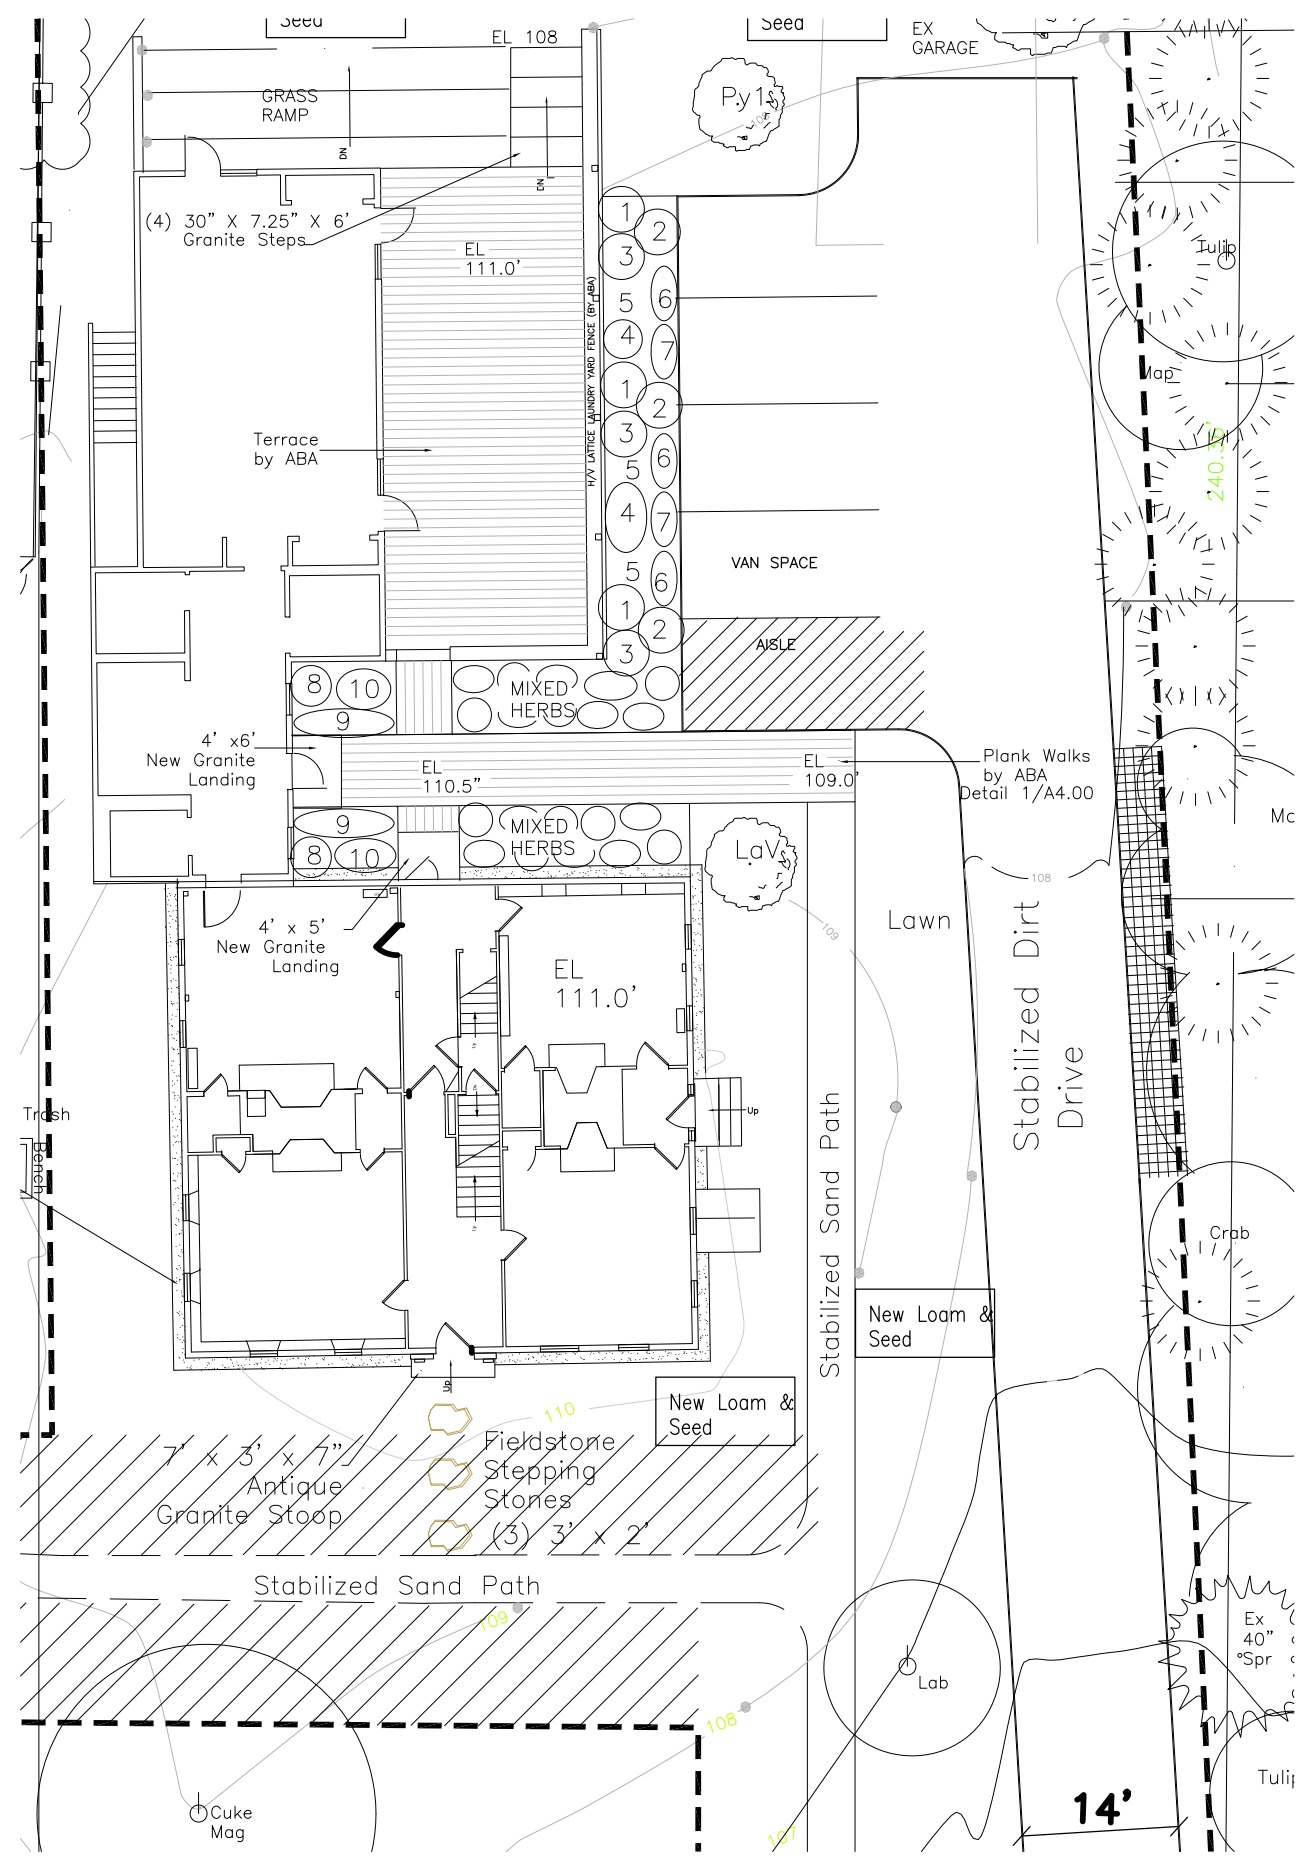 Seed
Seed
EL 108
EX
GARAGE
GRASS
RAMP
DN
DN
Py1s
(4) 30" X 7.25" X 6'
Granite Steps
EL
111.0'
H/V LATTICE LAUNDRY YARD FENCE (BY ABA)
1
2
3
5
6
4
7
1
2
3
6
5
4
7
5
6
1
2
3
Tulip
Map
240.36'
Terrace
by ABA
VAN SPACE
AISLE
8
10
9
MIXED
HERBS
4' x6'
New Granite
Landing
EL
110.5"
EL
109.0'
Plank Walks
by ABA
Detail 1/A4.00
9
8
10
MIXED
HERBS
LaVs
108
109
Lawn
4' x 5'
New Granite
Landing
EL
111.0'
Stabilized Dirt
Drive
Trash
Bench
Up
Stabilized Sand Path
Crab
New Loam &
Seed
Up
New Loam &
Seed
110
7' x 3' x 7"
Antique
Granite Stoop
Fieldstone
Stepping
Stones
(3) 3' x 2'
Stabilized Sand Path
109
Ex
40"
Spr
Lab
108
Cuke
Mag
107
14'